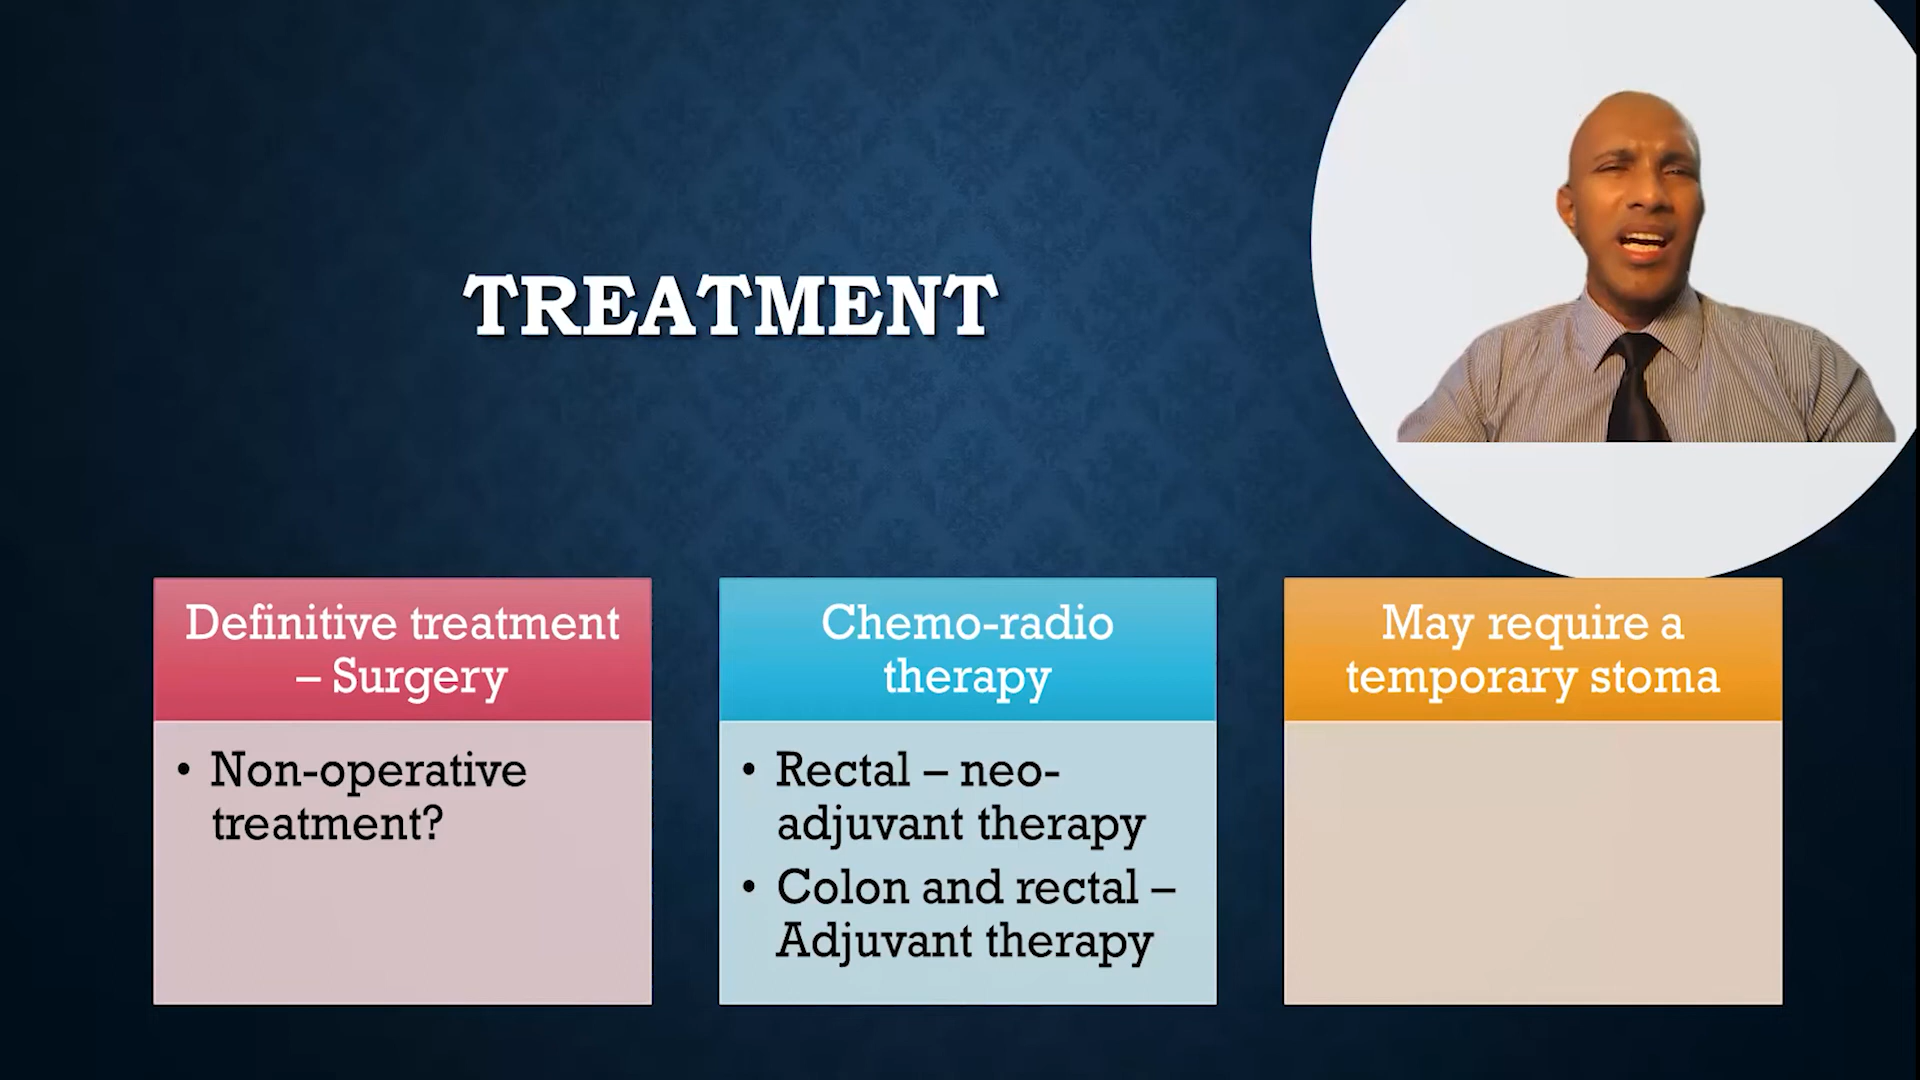 TREATMENT
Definitive treatment
– Surgery
• Non-operative
treatment?
Chemo-radio
therapy
• Rectal – neo-
adjuvant therapy
• Colon and rectal –
Adjuvant therapy
May require a
temporary stoma